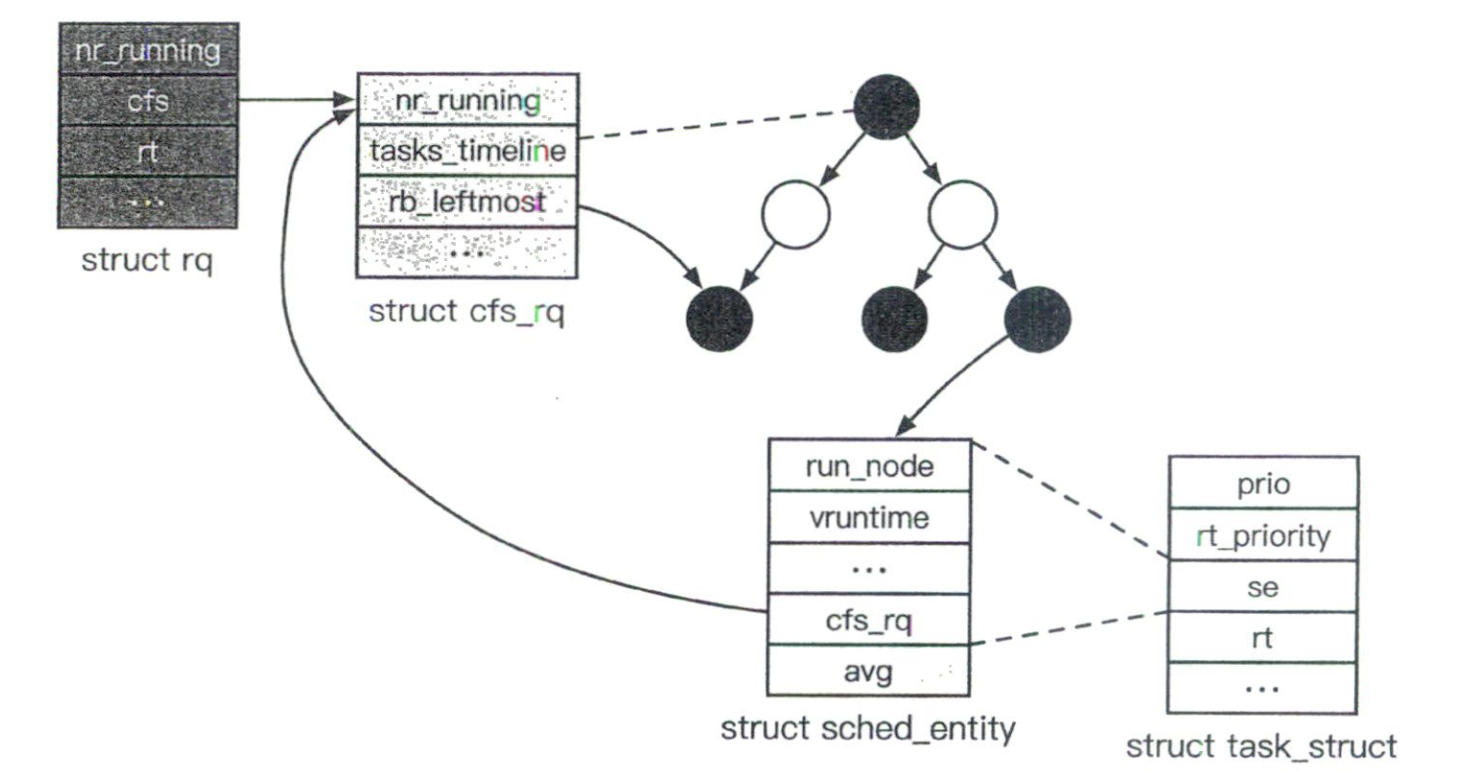 nr_running
cfs
rt
...
struct rq
nr_running
tasks_timeline
rb_leftmost
...
struct cfs_rq
run_node
vruntime
...
cfs_rq
avg
struct sched_entity
prio
rt_priority
se
rt
...
struct task_struct